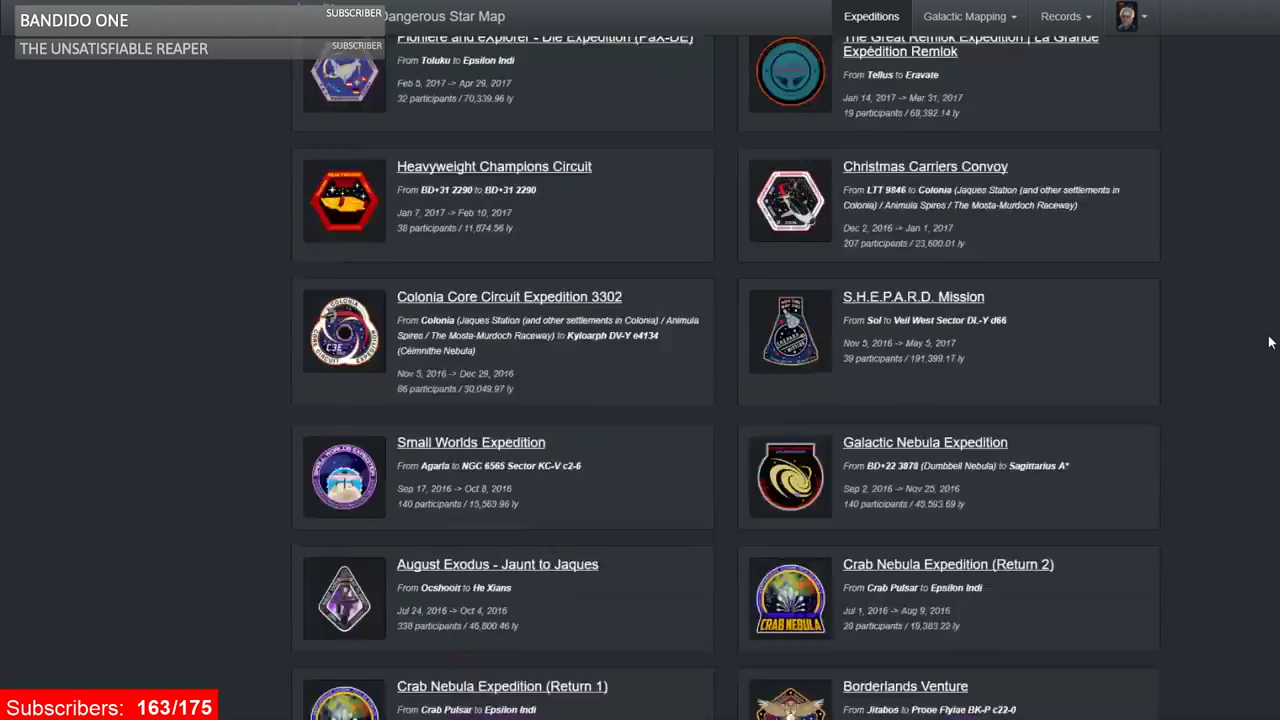 BANDIDO ONE
SUBSCRIBER
THE UNSATISFIABLE REAPER
SUBSCRIBER
Dangerous Star Map
Expeditions
Galactic Mapping
Records
Pioniere and eXplorer - Die Expedition (PaX-DE)
From Toluku to Epsilon Indi
Feb 5, 2017 -> Apr 29, 2017
32 participants / 70,339.96 ly
The Great Remlok Expedition | La Grande
Expédition Remlok
From Tellus to Eravate
Jan 14, 2017 -> Mar 31, 2017
19 participants / 69,392.14 ly
Heavyweight Champions Circuit
From BD+31 2290 to BD+31 2290
Jan 7, 2017 -> Feb 10, 2017
38 participants / 11,874.56 ly
Christmas Carriers Convoy
From LTT 9846 to Colonia (Jaques Station (and other settlements in
Colonia) / Animula Spires / The Mosta-Murdoch Raceway)
Dec 2, 2016 -> Jan 1, 2017
207 participants / 23,600.01 ly
Colonia Core Circuit Expedition 3302
From Colonia (Jaques Station (and other settlements in Colonia) / Animula
Spires / The Mosta-Murdoch Raceway) to Kyloarph DV-Y e4134
(Céimnithe Nebula)
Nov 5, 2016 -> Dec 29, 2016
86 participants / 30,049.97 ly
S.H.E.P.A.R.D. Mission
From Sol to Veil West Sector DL-Y d66
Nov 5, 2016 -> May 5, 2017
39 participants / 191,399.17 ly
Small Worlds Expedition
From Agarla to NGC 6565 Sector KC-V c2-6
Sep 17, 2016 -> Oct 8, 2016
140 participants / 15,563.96 ly
Galactic Nebula Expedition
From BD+22 3878 (Dumbbell Nebula) to Sagittarius A*
Sep 2, 2016 -> Nov 25, 2016
140 participants / 45,593.69 ly
August Exodus - Jaunt to Jaques
From Ocshooit to He Xians
Jul 24, 2016 -> Oct 4, 2016
338 participants / 46,800.46 ly
Crab Nebula Expedition (Return 2)
From Crab Pulsar to Epsilon Indi
Jul 1, 2016 -> Aug 9, 2016
20 participants / 19,383.22 ly
CRAB NEBULA
Crab Nebula Expedition (Return 1)
From Crab Pulsar to Epsilon Indi
Borderlands Venture
From Jitabos to Prooe Flyiae BK-P c22-0
Subscribers: 163/175